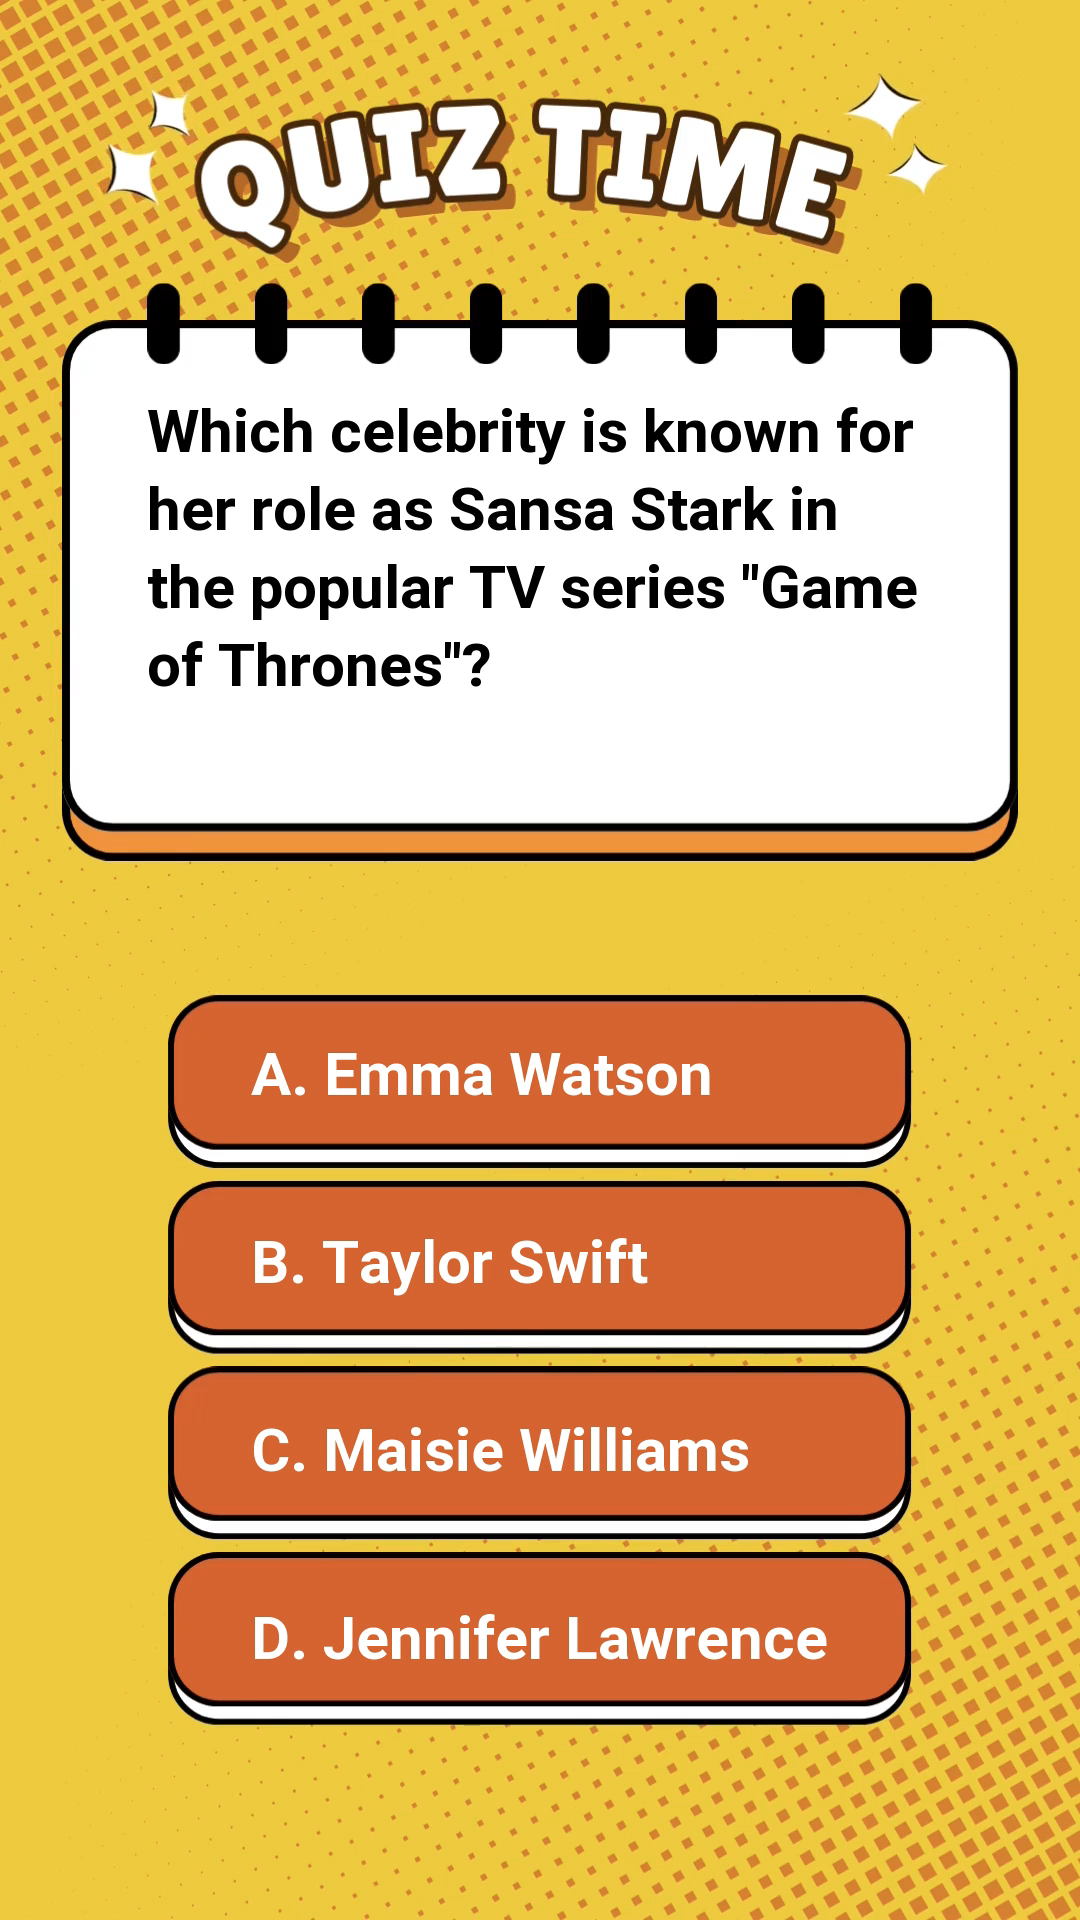 QUIZ TIME
Which celebrity is known for
her role as Sansa Stark in
the popular TV series "Game
of Thrones"?
A. Emma Watson
B. Taylor Swift
C. Maisie Williams
D. Jennifer Lawrence